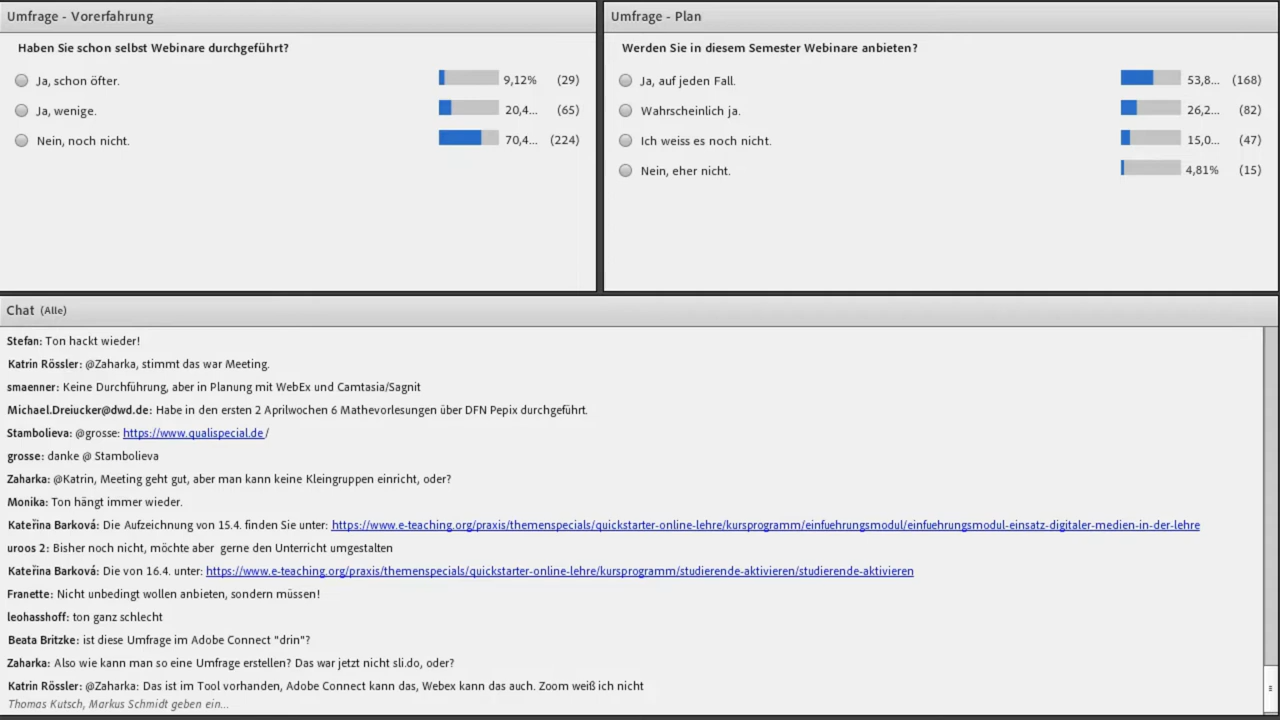 Umfrage - Vorerfahrung
Haben Sie schon selbst Webinare durchgeführt?
Ja, schon öfter. 9,12% (29)
Ja, wenige. 20,4... (65)
Nein, noch nicht. 70,4... (224)
Umfrage - Plan
Werden Sie in diesem Semester Webinare anbieten?
Ja, auf jeden Fall. 53,8... (168)
Wahrscheinlich ja. 26,2... (82)
Ich weiss es noch nicht. 15,0... (47)
Nein, eher nicht. 4,81% (15)
Chat (Alle)
Stefan: Ton hackt wieder!
Katrin Rössler: @Zaharka, stimmt das war Meeting.
smaenner: Keine Durchführung, aber in Planung mit WebEx und Camtasia/Sagnit
Michael.Dreiucker@dwd.de: Habe in den ersten 2 Aprilwochen 6 Mathevorlesungen über DFN Pepix durchgeführt.
Stambolieva: @grosse: https://www.qualispecial.de /
grosse: danke @ Stambolieva
Zaharka: @Katrin, Meeting geht gut, aber man kann keine Kleingruppen einricht, oder?
Monika: Ton hängt immer wieder.
Kateřina Barková: Die Aufzeichnung von 15.4. finden Sie unter: https://www.e-teaching.org/praxis/themenspecials/quickstarter-online-lehre/kursprogramm/einfuehrungsmodul/einfuehrungsmodul-einsatz-digitaler-medien-in-der-lehre
uroos 2: Bisher noch nicht, möchte aber gerne den Unterricht umgestalten
Kateřina Barková: Die von 16.4. unter: https://www.e-teaching.org/praxis/themenspecials/quickstarter-online-lehre/kursprogramm/studierende-aktivieren/studierende-aktivieren
Franette: Nicht unbedingt wollen anbieten, sondern müssen!
leohasshoff: ton ganz schlecht
Beata Britzke: ist diese Umfrage im Adobe Connect "drin"?
Zaharka: Also wie kann man so eine Umfrage erstellen? Das war jetzt nicht sli.do, oder?
Katrin Rössler: @Zaharka: Das ist im Tool vorhanden, Adobe Connect kann das, Webex kann das auch. Zoom weiß ich nicht
Thomas Kutsch, Markus Schmidt geben ein...